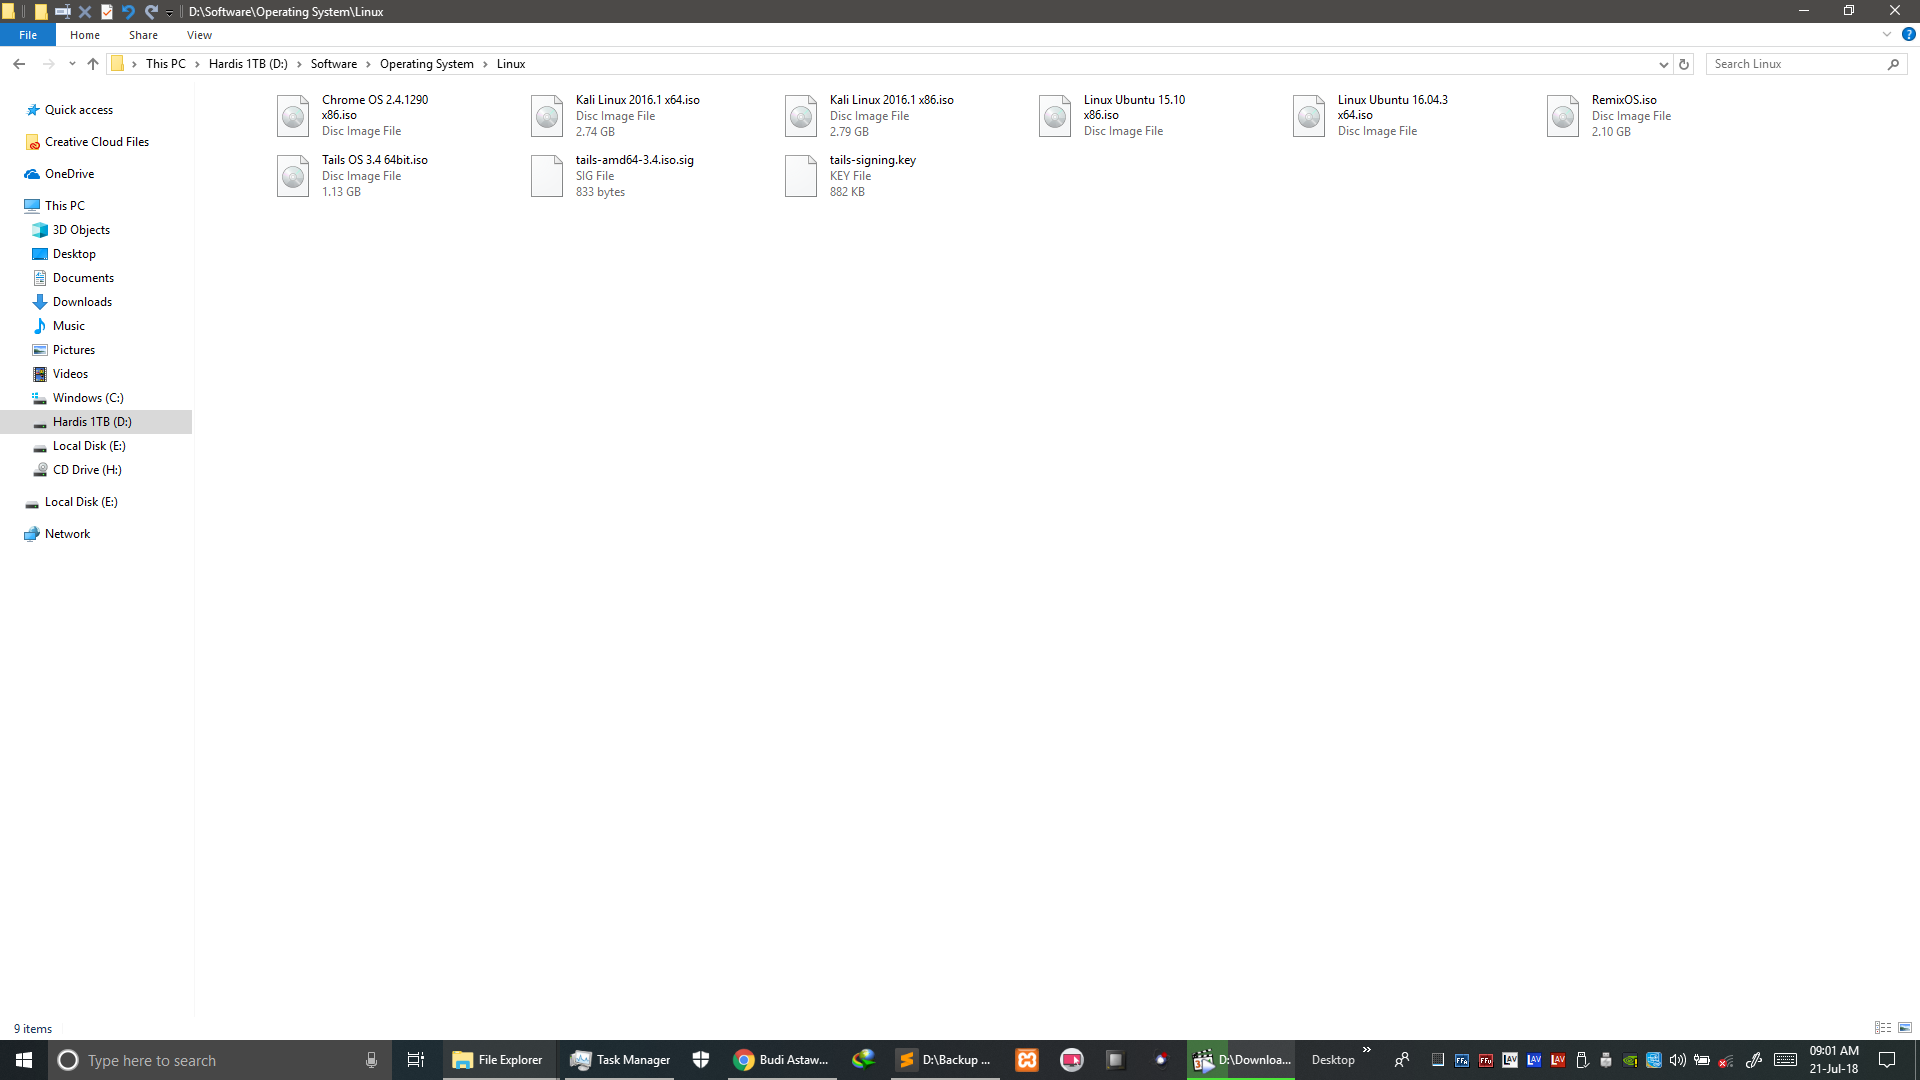 D:\Software\Operating System\Linux
File
Home
Share
View
This PC
Hardis 1TB (D:)
Software
Operating System
Linux
Search Linux
Quick access
Creative Cloud Files
OneDrive
This PC
3D Objects
Desktop
Documents
Downloads
Music
Pictures
Videos
Windows (C:)
Hardis 1TB (D:)
Local Disk (E:)
CD Drive (H:)
Local Disk (E:)
Network
Chrome OS 2.4.1290
x86.iso
Disc Image File
Kali Linux 2016.1 x64.iso
Disc Image File
2.74 GB
Kali Linux 2016.1 x86.iso
Disc Image File
2.79 GB
Linux Ubuntu 15.10
x86.iso
Disc Image File
Linux Ubuntu 16.04.3
x64.iso
Disc Image File
RemixOS.iso
Disc Image File
2.10 GB
Tails OS 3.4 64bit.iso
Disc Image File
1.13 GB
tails-amd64-3.4.iso.sig
SIG File
833 bytes
tails-signing.key
KEY File
882 KB
9 items
Type here to search
File Explorer
Task Manager
Budi Astaw...
D:\Backup ...
D:\Downloa...
Desktop
FFa
FFv
LAV
LAV
LAV
09:01 AM
21-Jul-18